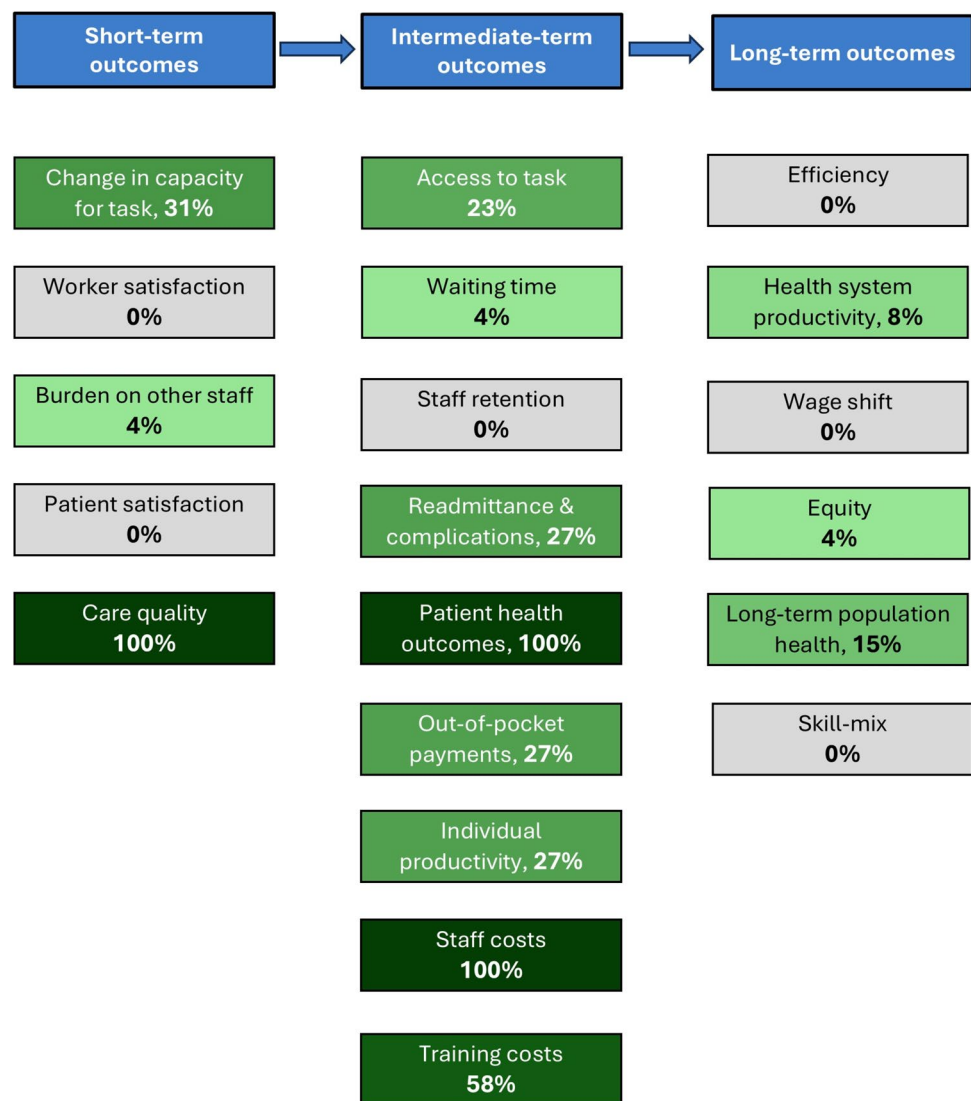 Short-term
outcomes
Intermediate-term
outcomes
Long-term outcomes
Change in capacity
for task, 31%
Worker satisfaction
0%
Burden on other staff
4%
Patient satisfaction
0%
Care quality
100%
Access to task
23%
Waiting time
4%
Staff retention
0%
Readmittance &
complications, 27%
Patient health
outcomes, 100%
Out-of-pocket
payments, 27%
Individual
productivity, 27%
Staff costs
100%
Training costs
58%
Efficiency
0%
Health system
productivity, 8%
Wage shift
0%
Equity
4%
Long-term population
health, 15%
Skill-mix
0%